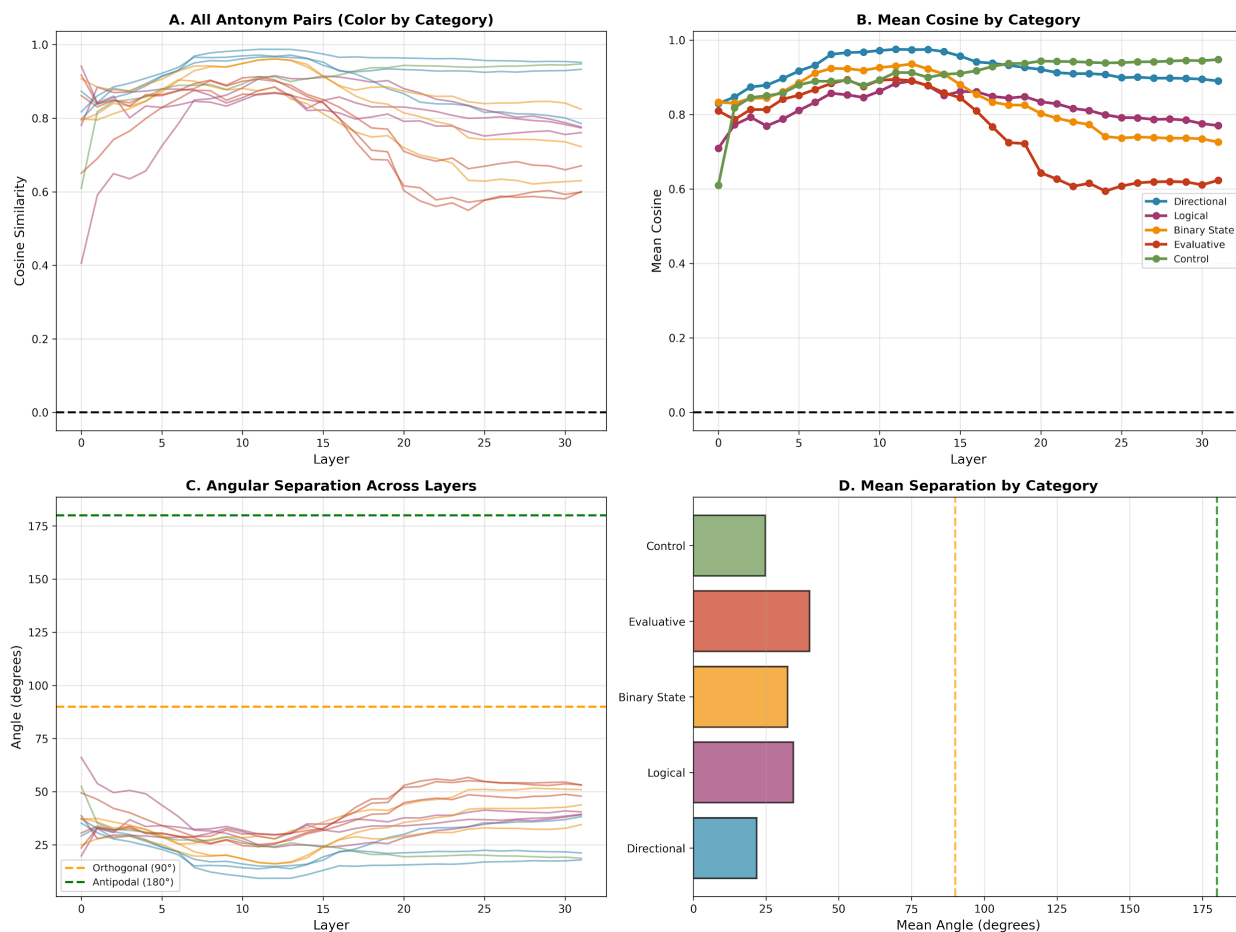 A. All Antonym Pairs (Color by Category)
1.0
0.8
0.6
0.4
0.2
0.0
Cosine Similarity
0 5 10 15 20 25 30
Layer
B. Mean Cosine by Category
1.0
0.8
0.6
0.4
0.2
0.0
Mean Cosine
Directional
Logical
Binary State
Evaluative
Control
0 5 10 15 20 25 30
Layer
C. Angular Separation Across Layers
175
150
125
100
75
50
25
Angle (degrees)
Orthogonal (90°)
Antipodal (180°)
0 5 10 15 20 25 30
Layer
D. Mean Separation by Category
Control
Evaluative
Binary State
Logical
Directional
0 25 50 75 100 125 150 175
Mean Angle (degrees)